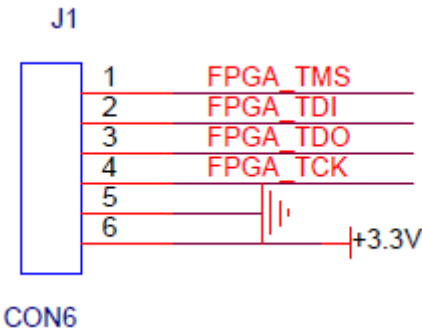 J1
1 FPGA_TMS
2 FPGA_TDI
3 FPGA_TDO
4 FPGA_TCK
5
6 +3.3V
CON6